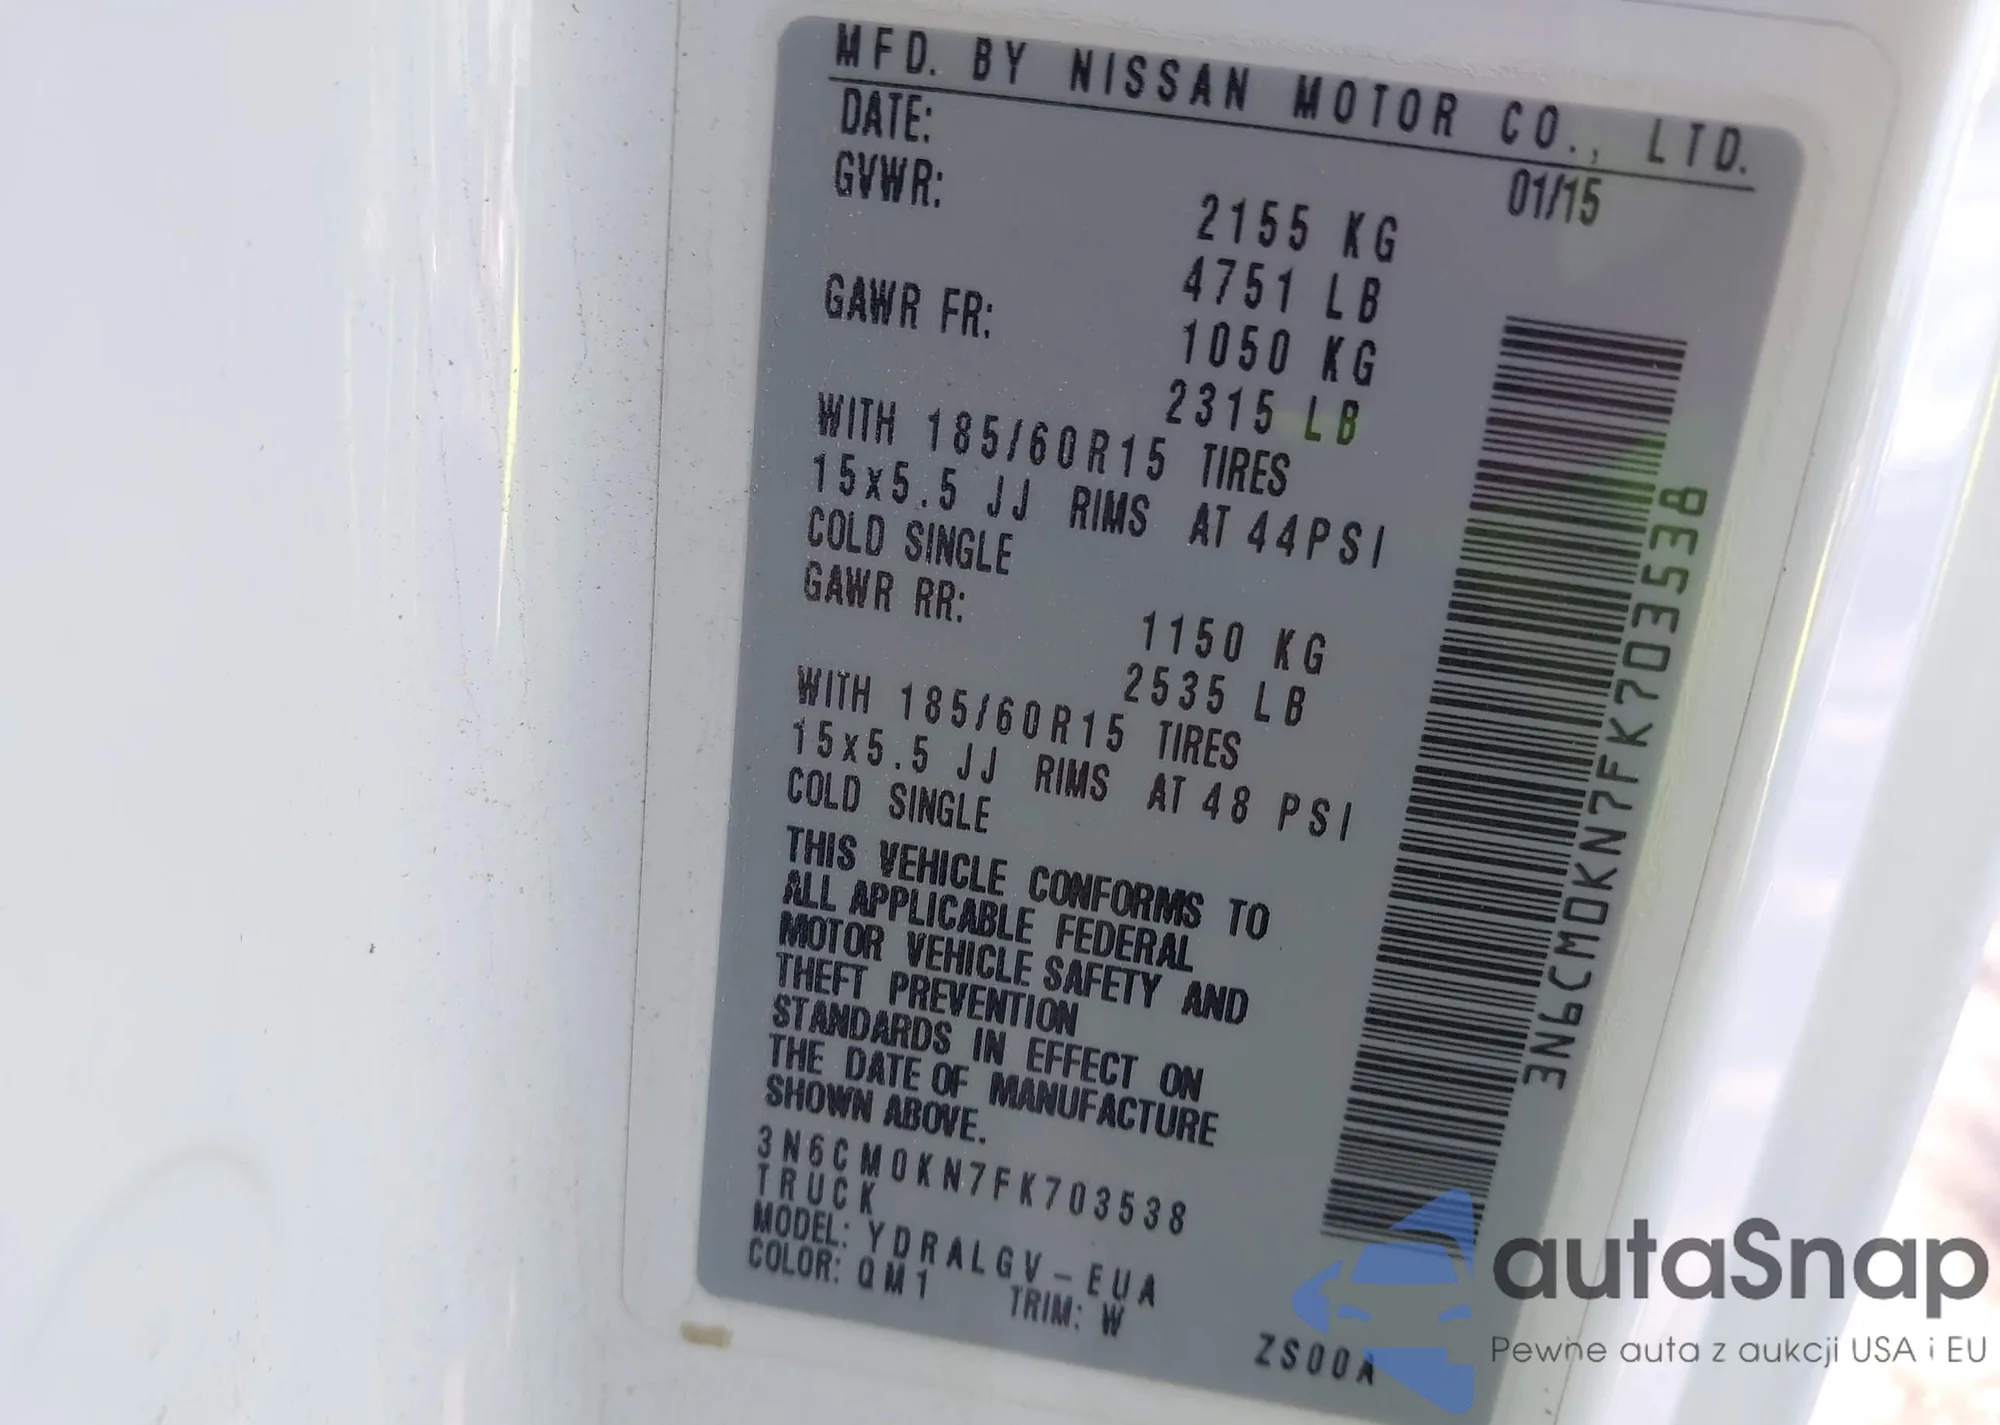 MFD. BY NISSAN MOTOR CO., LTD.
DATE: 01/15
GVWR: 2155 KG
4751 LB
GAWR FR: 1050 KG
2315 LB
WITH 185/60R15 TIRES
15x5.5 JJ RIMS AT 44PSI
COLD SINGLE
GAWR RR: 1150 KG
2535 LB
WITH 185/60R15 TIRES
15x5.5 JJ RIMS AT 48 PSI
COLD SINGLE
THIS VEHICLE CONFORMS TO
ALL APPLICABLE FEDERAL
MOTOR VEHICLE SAFETY AND
THEFT PREVENTION
STANDARDS IN EFFECT ON
THE DATE OF MANUFACTURE
SHOWN ABOVE.
3N6CM0KN7FK703538
TRUCK
MODEL: YDRALGV-EUA
COLOR: QM1 TRIM: W
ZS00A
3N6CM0KN7FK703538
autaSnap
Pewne auta z aukcji USA i EU